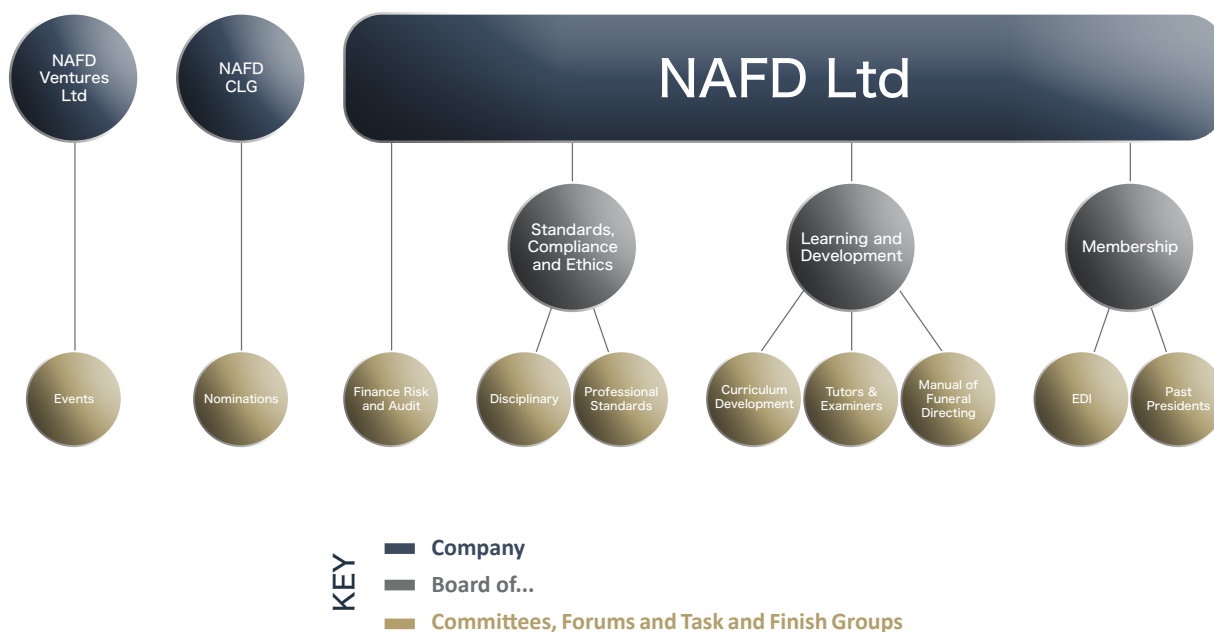 NAFD
Ventures
Ltd
NAFD
CLG
NAFD Ltd
Standards,
Compliance
and Ethics
Learning and
Development
Membership
Events
Nominations
Finance Risk
and Audit
Disciplinary
Professional
Standards
Curriculum
Development
Tutors &
Examiners
Manual of
Funeral
Directing
EDI
Past
Presidents
KEY
Company
Board of...
Committees, Forums and Task and Finish Groups